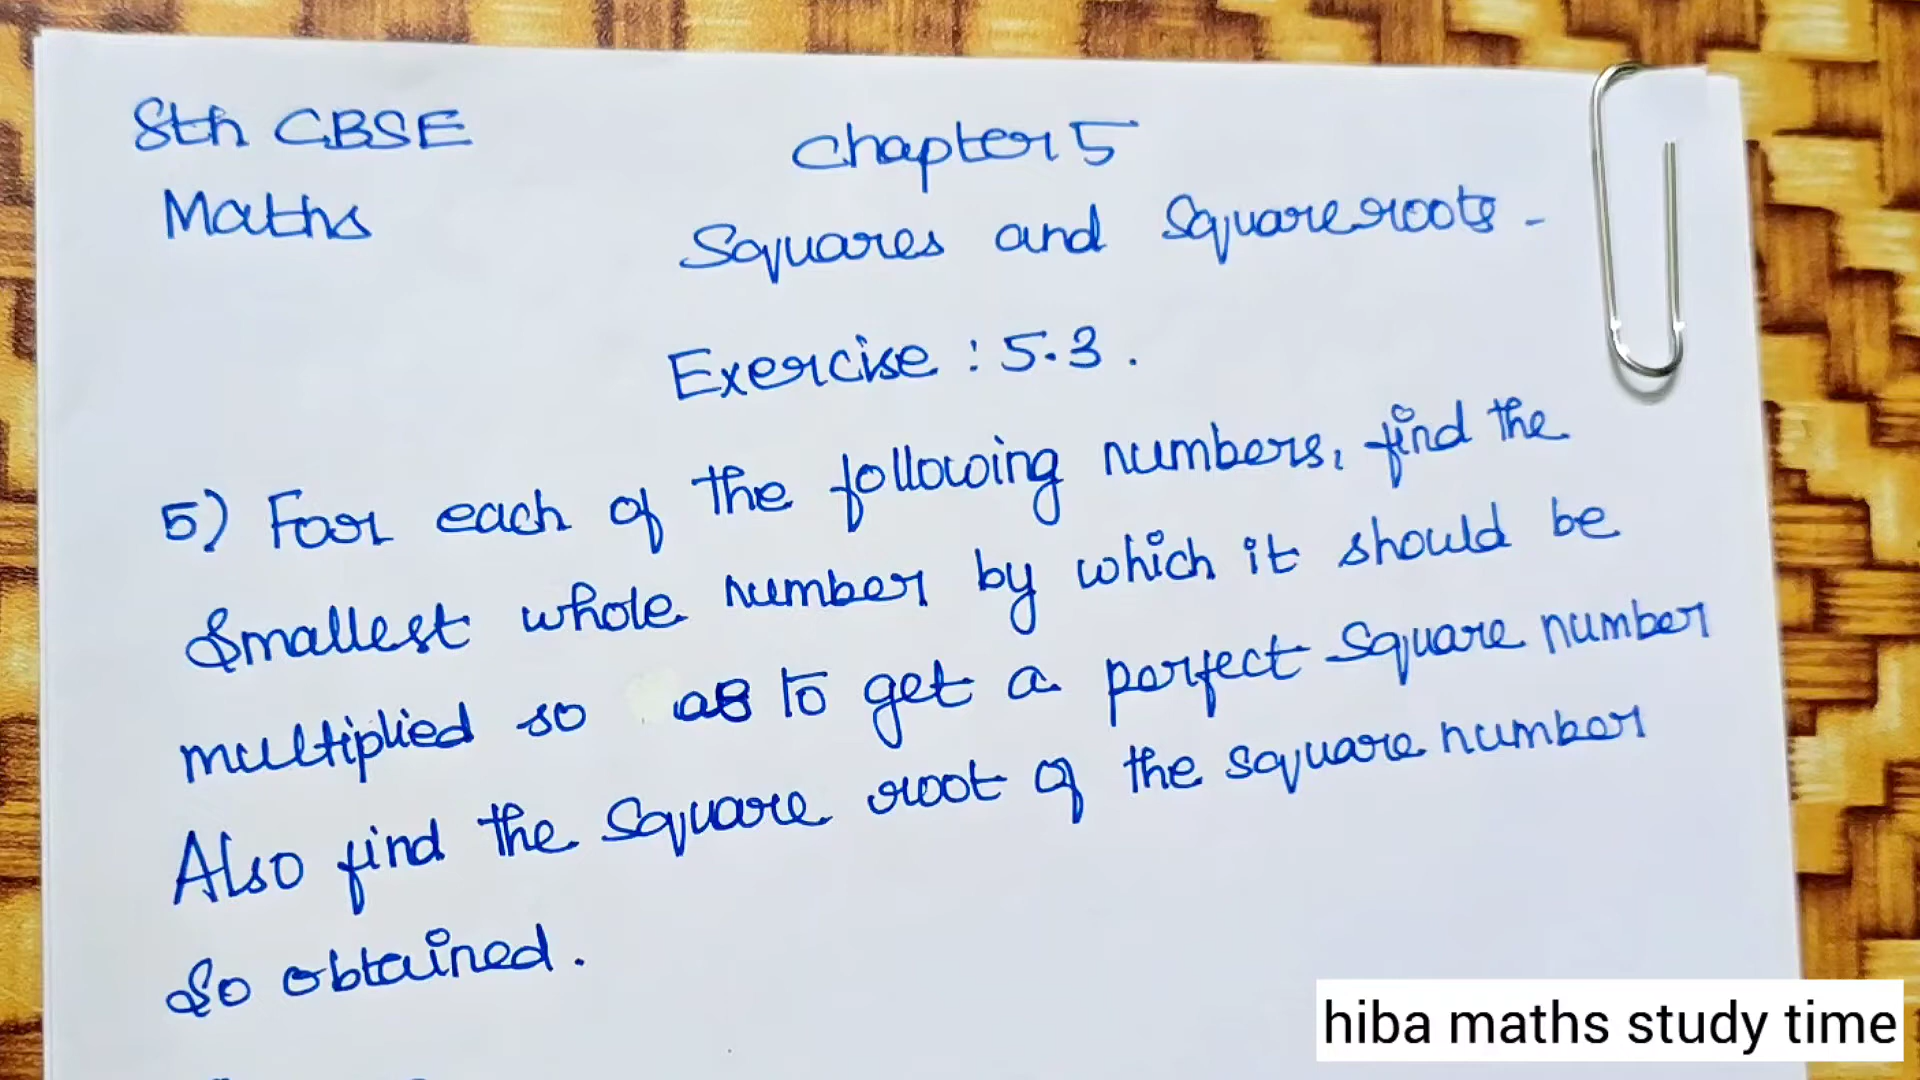 8th CBSE
Maths
Chapter 5
Squares and Squareroots -
Exercise : 5.3 .
5) For each of the following numbers, find the
Smallest whole number by which it should be
multiplied so as to get a perfect square number
Also find the square root of the square number
So obtained .
hiba maths study time